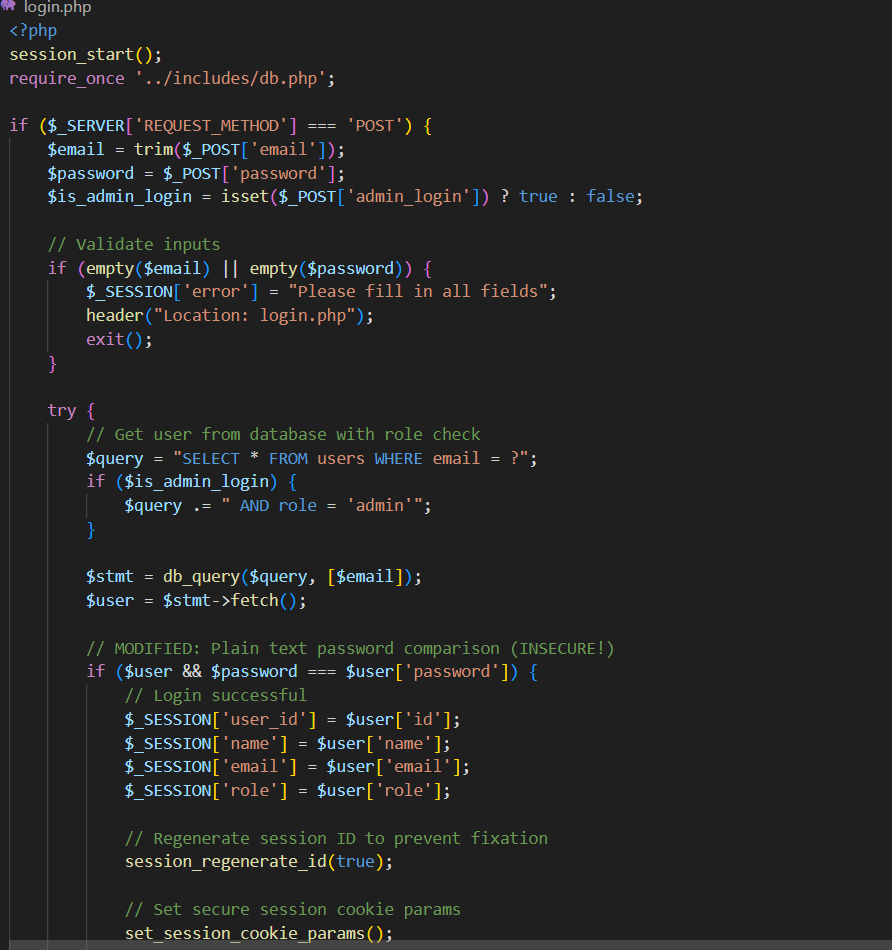 login.php
<?php
session_start();
require_once '../includes/db.php';
if ($_SERVER['REQUEST_METHOD'] === 'POST') {
    $email = trim($_POST['email']);
    $password = $_POST['password'];
    $is_admin_login = isset($_POST['admin_login']) ? true : false;
    // Validate inputs
    if (empty($email) || empty($password)) {
        $_SESSION['error'] = "Please fill in all fields";
        header("Location: login.php");
        exit();
    }
    try {
        // Get user from database with role check
        $query = "SELECT * FROM users WHERE email = ?";
        if ($is_admin_login) {
            $query .= " AND role = 'admin'";
        }
        $stmt = db_query($query, [$email]);
        $user = $stmt->fetch();
        // MODIFIED: Plain text password comparison (INSECURE!)
        if ($user && $password === $user['password']) {
            // Login successful
            $_SESSION['user_id'] = $user['id'];
            $_SESSION['name'] = $user['name'];
            $_SESSION['email'] = $user['email'];
            $_SESSION['role'] = $user['role'];
            // Regenerate session ID to prevent fixation
            session_regenerate_id(true);
            // Set secure session cookie params
            set_session_cookie_params();